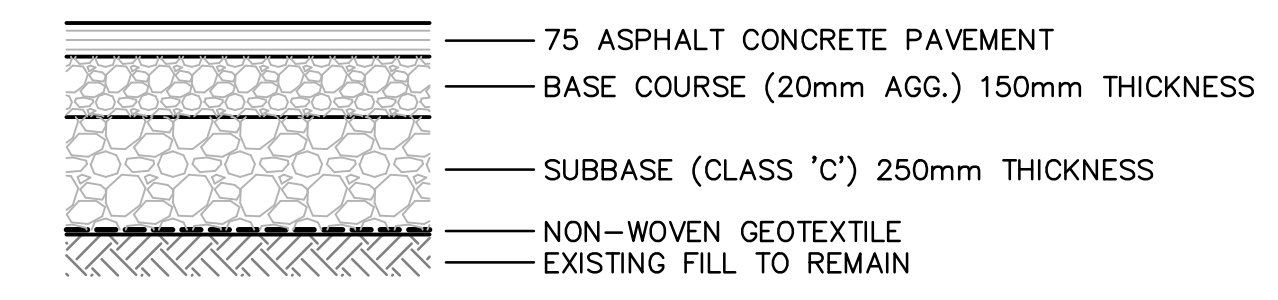 75 ASPHALT CONCRETE PAVEMENT
BASE COURSE (20mm AGG.) 150mm THICKNESS
SUBBASE (CLASS 'C') 250mm THICKNESS
NON-WOVEN GEOTEXTILE
EXISTING FILL TO REMAIN